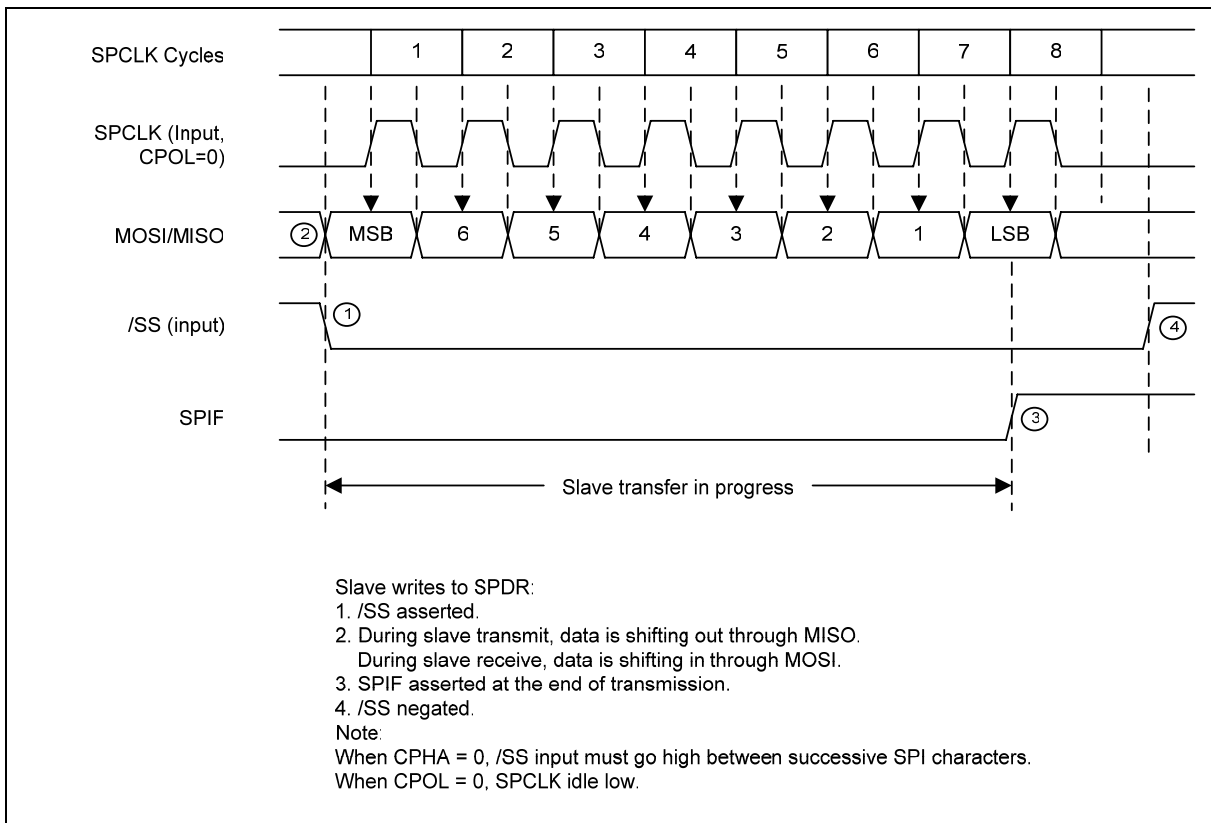 SPCLK Cycles
1 2 3 4 5 6 7 8
SPCLK (Input,
CPOL=0)
MOSI/MISO
2 MSB 6 5 4 3 2 1 LSB
/SS (input)
1
4
SPIF
3
Slave transfer in progress
Slave writes to SPDR:
1. /SS asserted.
2. During slave transmit, data is shifting out through MISO.
During slave receive, data is shifting in through MOSI.
3. SPIF asserted at the end of transmission.
4. /SS negated.
Note:
When CPHA = 0, /SS input must go high between successive SPI characters.
When CPOL = 0, SPCLK idle low.